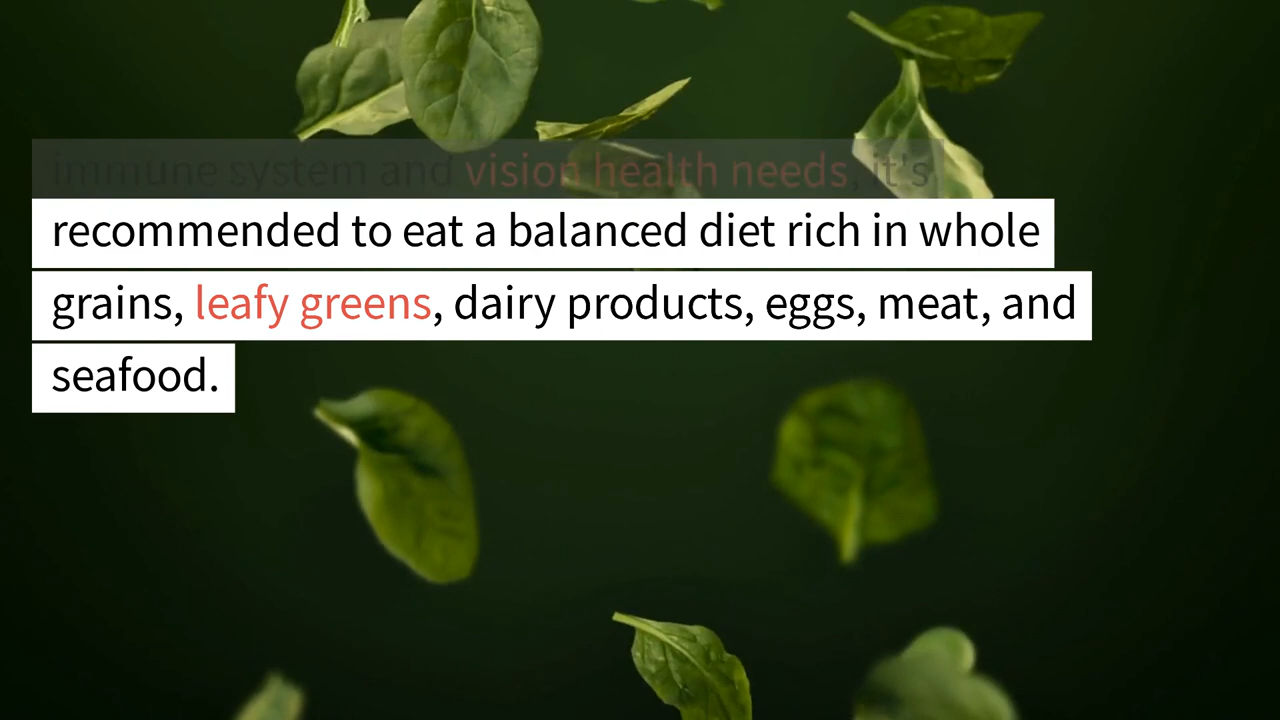 immune system and vision health needs, it's
recommended to eat a balanced diet rich in whole
grains, leafy greens, dairy products, eggs, meat, and
seafood.